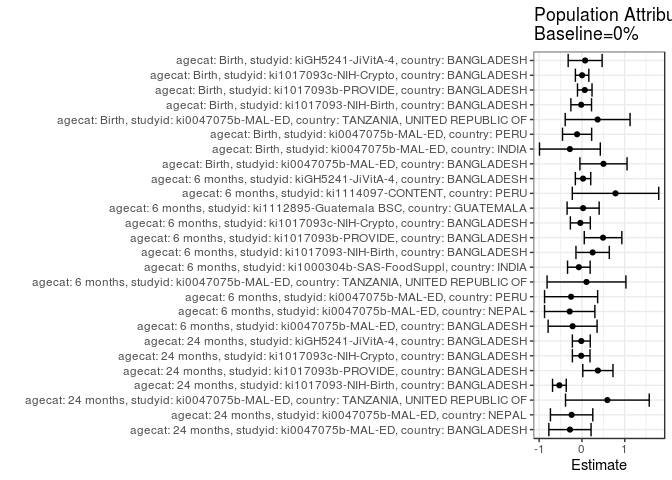 Population Attribu
Baseline=0%
agecat: Birth, studyid: kiGH5241-JiVitA-4, country: BANGLADESH
agecat: Birth, studyid: ki1017093c-NIH-Crypto, country: BANGLADESH
agecat: Birth, studyid: ki1017093b-PROVIDE, country: BANGLADESH
agecat: Birth, studyid: ki1017093-NIH-Birth, country: BANGLADESH
agecat: Birth, studyid: ki0047075b-MAL-ED, country: TANZANIA, UNITED REPUBLIC OF
agecat: Birth, studyid: ki0047075b-MAL-ED, country: PERU
agecat: Birth, studyid: ki0047075b-MAL-ED, country: INDIA
agecat: Birth, studyid: ki0047075b-MAL-ED, country: BANGLADESH
agecat: 6 months, studyid: kiGH5241-JiVitA-4, country: BANGLADESH
agecat: 6 months, studyid: ki1114097-CONTENT, country: PERU
agecat: 6 months, studyid: ki1112895-Guatemala BSC, country: GUATEMALA
agecat: 6 months, studyid: ki1017093c-NIH-Crypto, country: BANGLADESH
agecat: 6 months, studyid: ki1017093b-PROVIDE, country: BANGLADESH
agecat: 6 months, studyid: ki1017093-NIH-Birth, country: BANGLADESH
agecat: 6 months, studyid: ki1000304b-SAS-FoodSuppl, country: INDIA
agecat: 6 months, studyid: ki0047075b-MAL-ED, country: TANZANIA, UNITED REPUBLIC OF
agecat: 6 months, studyid: ki0047075b-MAL-ED, country: PERU
agecat: 6 months, studyid: ki0047075b-MAL-ED, country: NEPAL
agecat: 6 months, studyid: ki0047075b-MAL-ED, country: BANGLADESH
agecat: 24 months, studyid: kiGH5241-JiVitA-4, country: BANGLADESH
agecat: 24 months, studyid: ki1017093c-NIH-Crypto, country: BANGLADESH
agecat: 24 months, studyid: ki1017093b-PROVIDE, country: BANGLADESH
agecat: 24 months, studyid: ki1017093-NIH-Birth, country: BANGLADESH
agecat: 24 months, studyid: ki0047075b-MAL-ED, country: TANZANIA, UNITED REPUBLIC OF
agecat: 24 months, studyid: ki0047075b-MAL-ED, country: NEPAL
agecat: 24 months, studyid: ki0047075b-MAL-ED, country: BANGLADESH
-1 0 1
Estimate